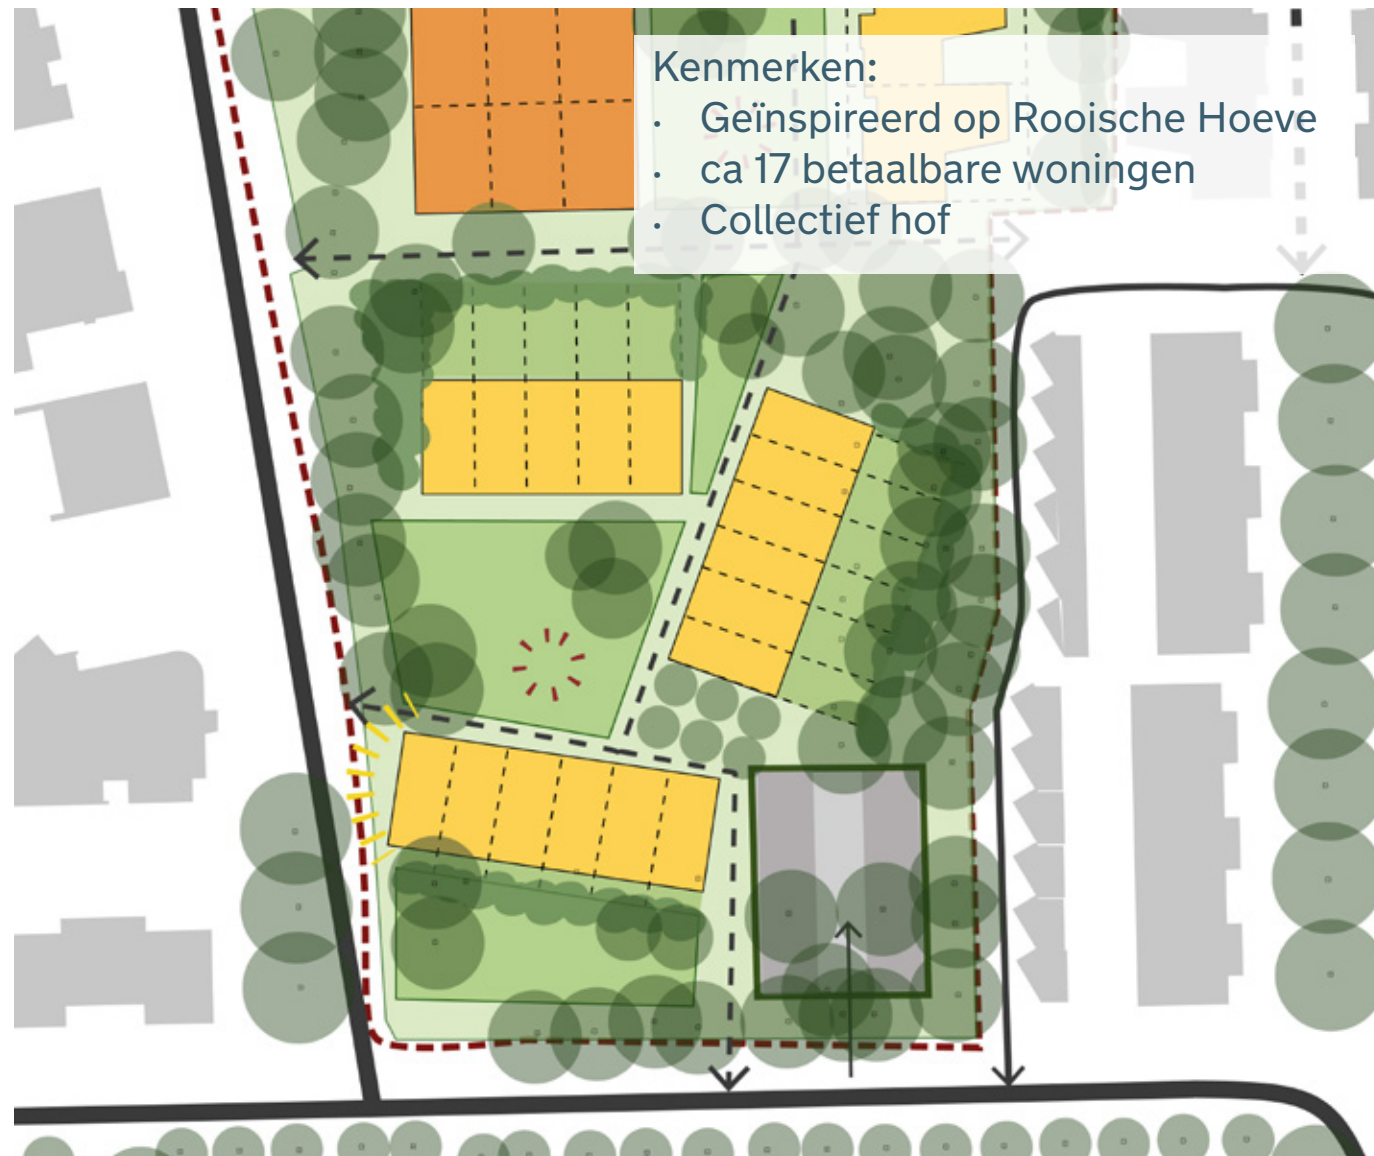 Kenmerken:
· Geïnspireerd op Rooische Hoeve
· ca 17 betaalbare woningen
· Collectief hof